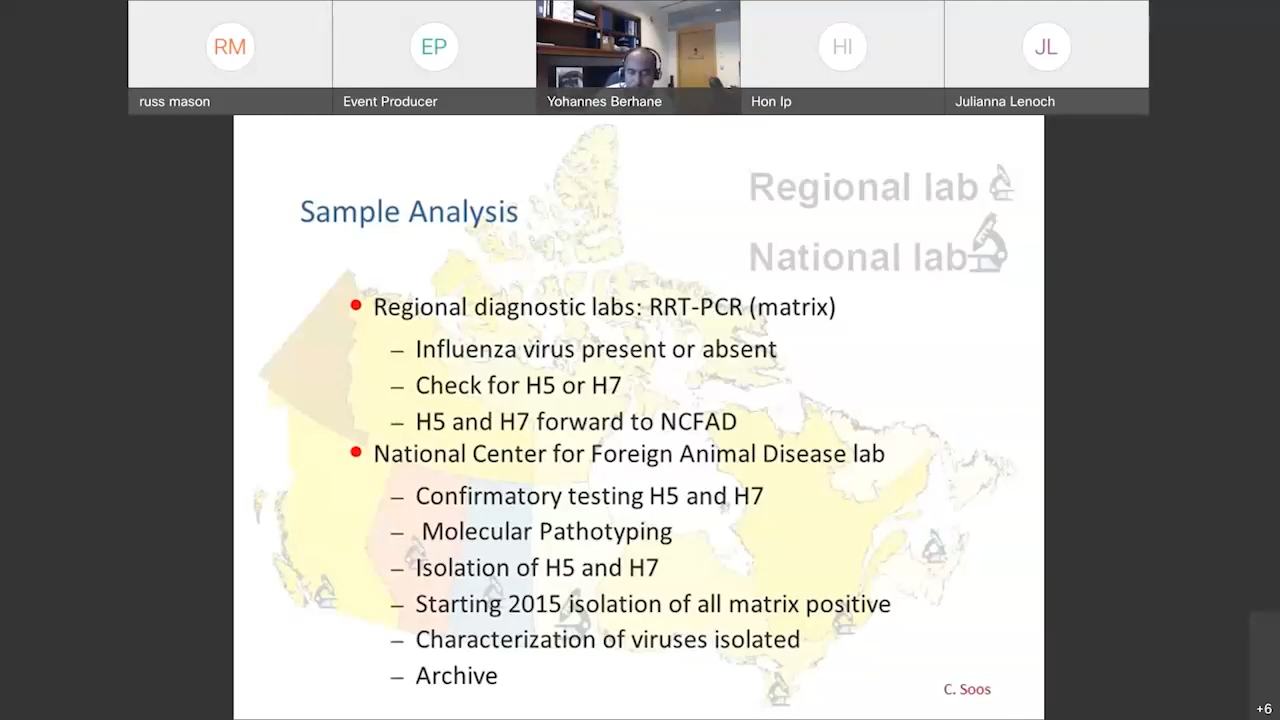 RM
EP
HI
JL
russ mason
Event Producer
Yohannes Berhane
Hon Ip
Julianna Lenoch
Regional lab
Sample Analysis
National lab
• Regional diagnostic labs: RRT-PCR (matrix)
– Influenza virus present or absent
– Check for H5 or H7
– H5 and H7 forward to NCFAD
• National Center for Foreign Animal Disease lab
– Confirmatory testing H5 and H7
– Molecular Pathotyping
– Isolation of H5 and H7
– Starting 2015 isolation of all matrix positive
– Characterization of viruses isolated
– Archive
C. Soos
+6